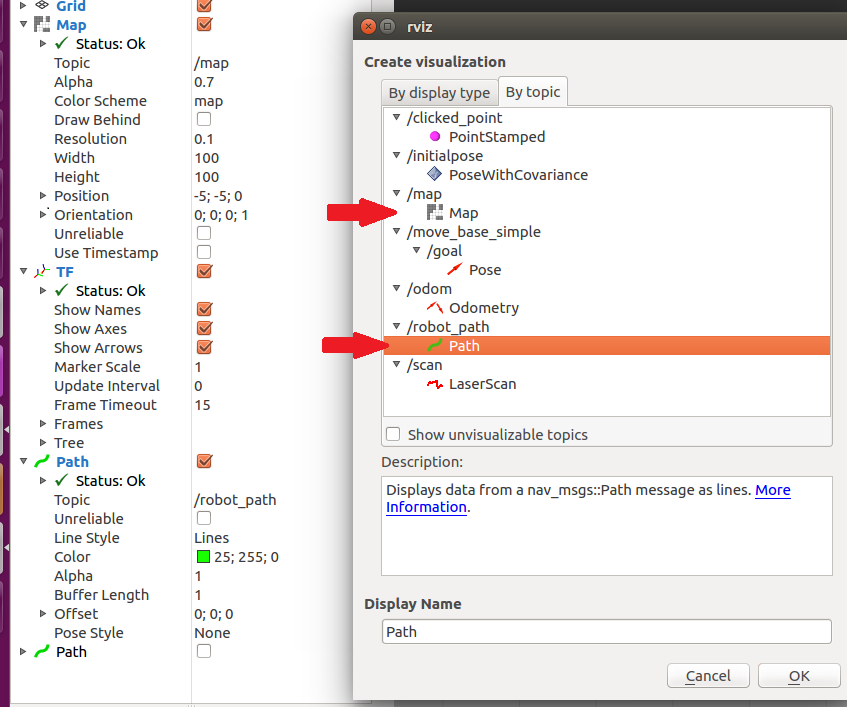 Grid
Map
Status: Ok
Topic /map
Alpha 0.7
Color Scheme map
Draw Behind
Resolution 0.1
Width 100
Height 100
Position -5; -5; 0
Orientation 0; 0; 0; 1
Unreliable
Use Timestamp
TF
Status: Ok
Show Names
Show Axes
Show Arrows
Marker Scale 1
Update Interval 0
Frame Timeout 15
Frames
Tree
Path
Status: Ok
Topic /robot_path
Unreliable
Line Style Lines
Color 25; 255; 0
Alpha 1
Buffer Length 1
Offset 0; 0; 0
Pose Style None
Path
rviz
Create visualization
By display type By topic
/clicked_point
PointStamped
/initialpose
PoseWithCovariance
/map
Map
/move_base_simple
/goal
Pose
/odom
Odometry
/robot_path
Path
/scan
LaserScan
Show unvisualizable topics
Description:
Displays data from a nav_msgs::Path message as lines. More
Information.
Display Name
Path
Cancel OK